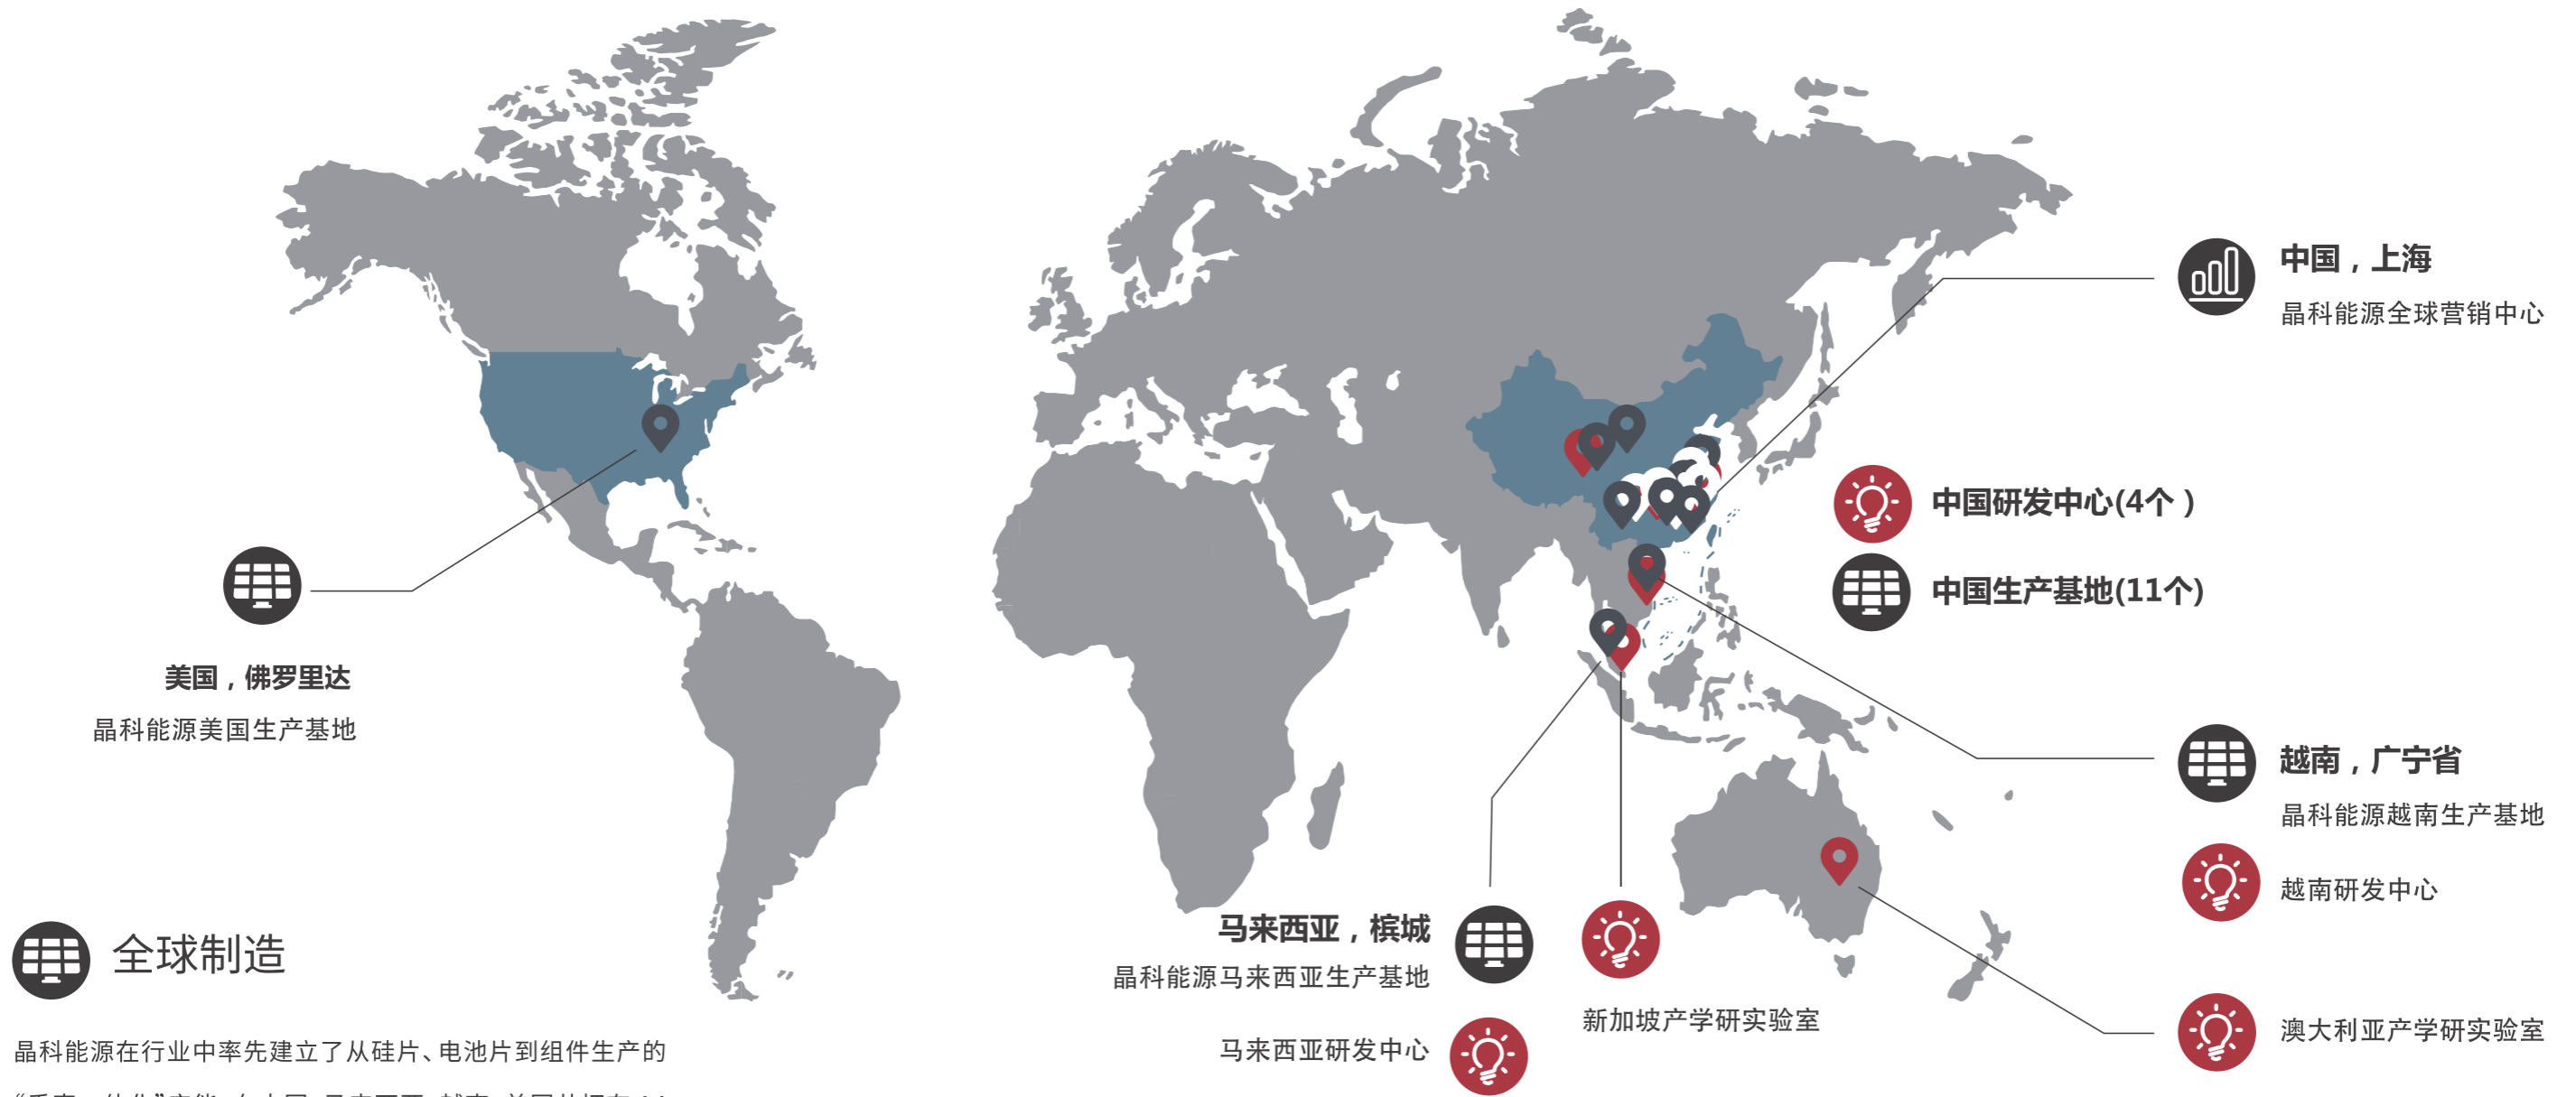 中国，上海
晶科能源全球营销中心
中国研发中心(4个)
中国生产基地(11个)
美国，佛罗里达
晶科能源美国生产基地
越南，广宁省
晶科能源越南生产基地
越南研发中心
马来西亚，槟城
晶科能源马来西亚生产基地
马来西亚研发中心
新加坡产学研实验室
澳大利亚产学研实验室
全球制造
晶科能源在行业中率先建立了从硅片、电池片到组件生产的